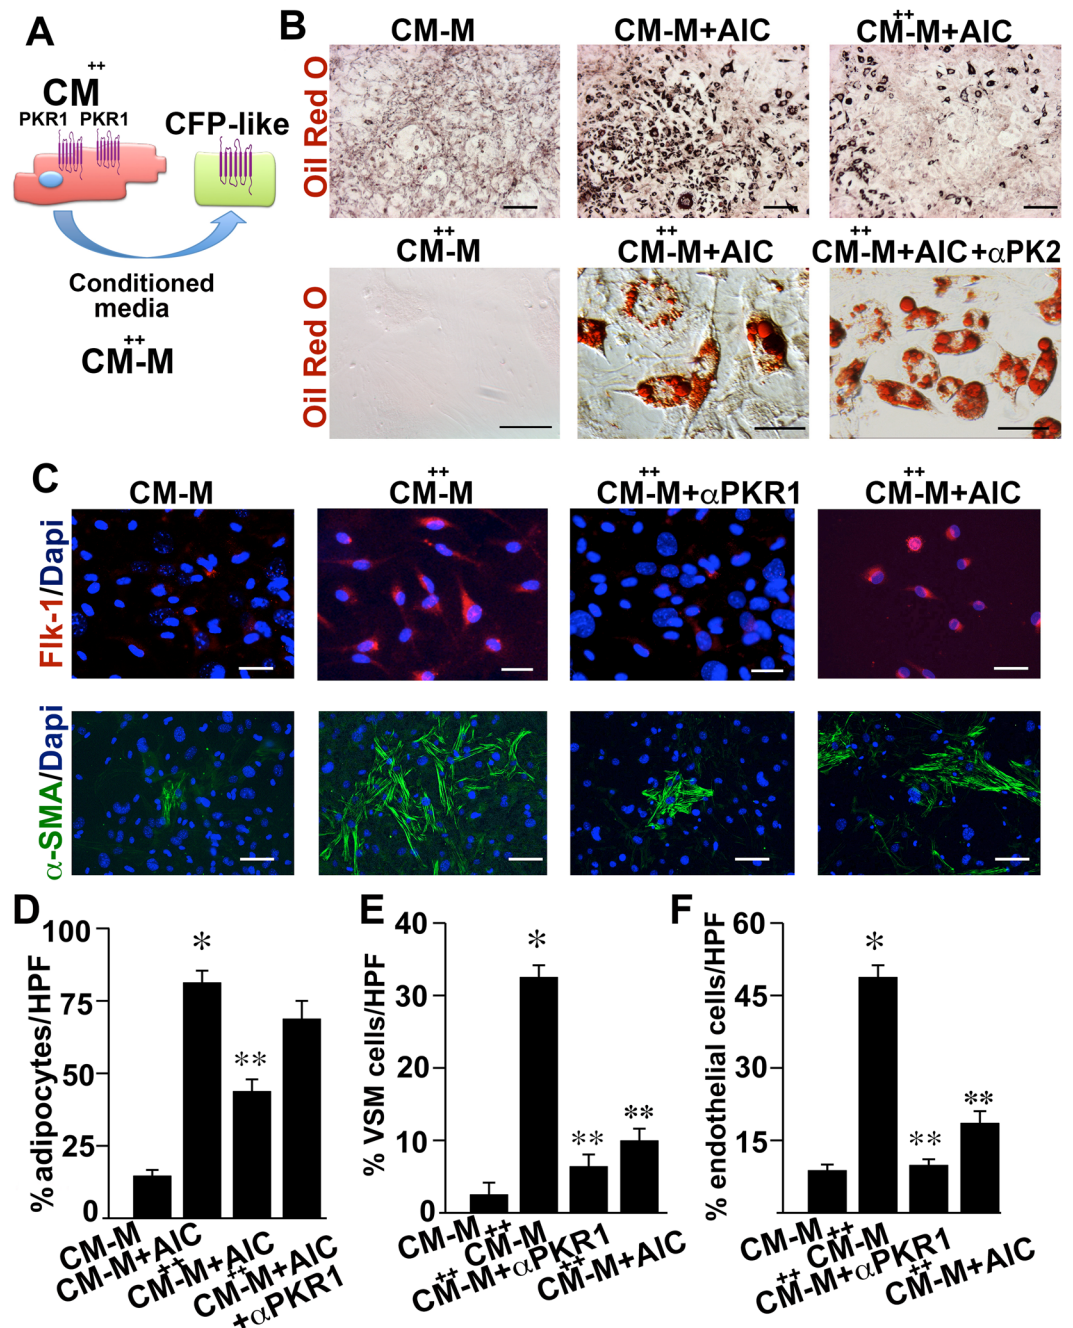 A
++
CM
PKR1 PKR1
CFP-like
Conditioned
media
++
CM-M
B
CM-M
CM-M+AIC
++
CM-M+AIC
Oil Red O
++
CM-M
++
CM-M+AIC
++
CM-M+AIC+αPK2
Oil Red O
C
CM-M
++
CM-M
++
CM-M+αPKR1
++
CM-M+AIC
Flk-1/Dapi
α-SMA/Dapi
D
% adipocytes/HPF
100
75
50
25
0
*
**
CM-M
CM-M+AIC
++
CM-M+AIC
++
CM-M+AIC
+αPKR1
E
% VSM cells/HPF
40
30
20
10
0
*
**
**
CM-M
++
CM-M
++
CM-M+αPKR1
++
CM-M+AIC
F
% endothelial cells/HPF
60
45
30
15
*
**
**
CM-M
++
CM-M
++
CM-M+αPKR1
++
CM-M+AIC